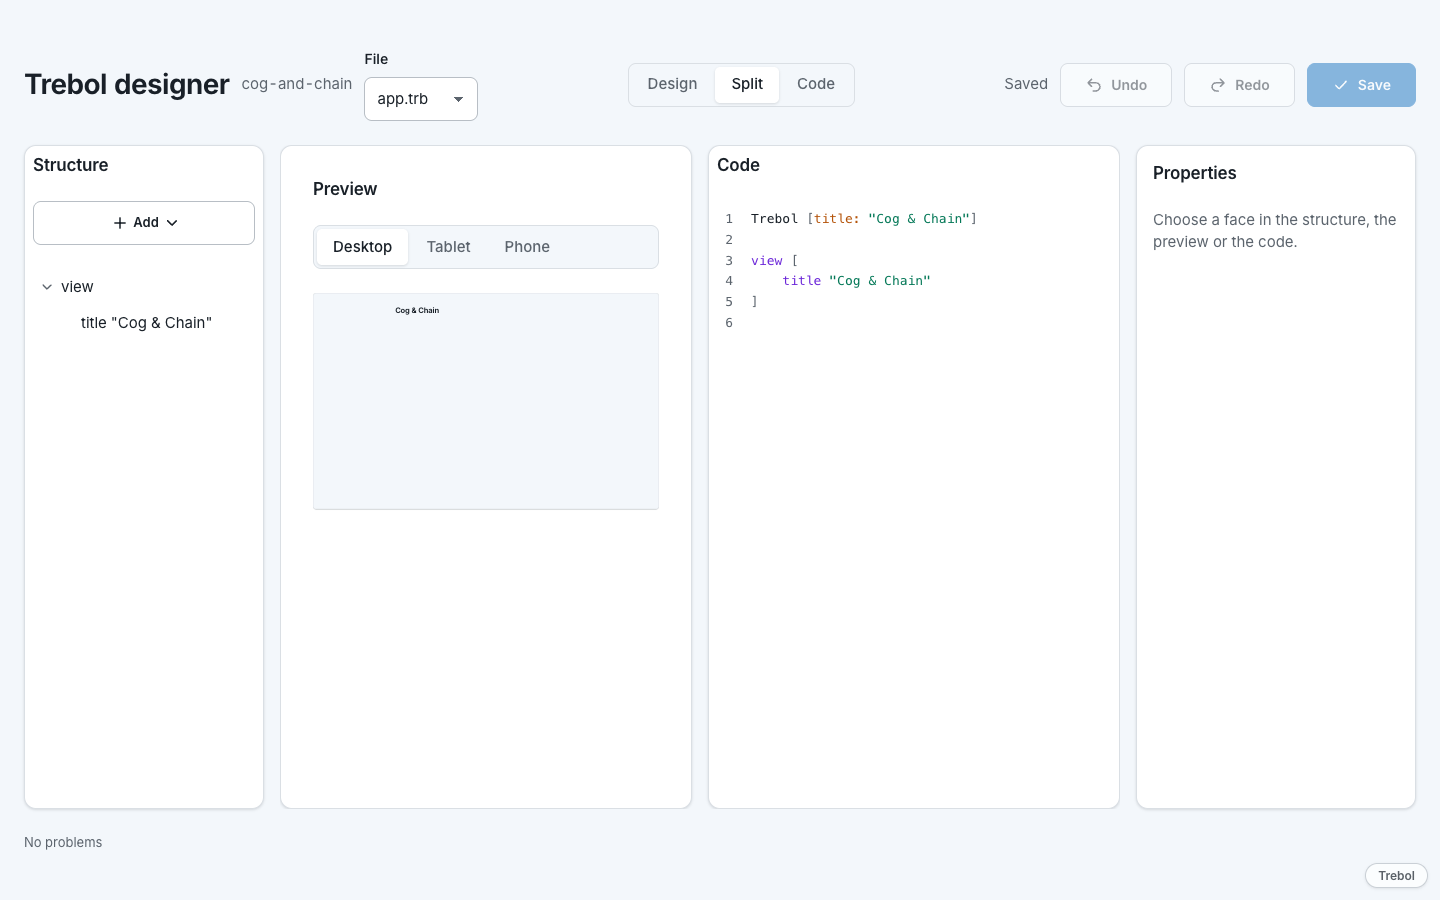 Trebol designer
cog-and-chain
File
app.trb
Design
Split
Code
Saved
Undo
Redo
Save
Structure
Add
view
title "Cog & Chain"
Preview
Desktop
Tablet
Phone
Cog & Chain
Code
1 Trebol [title: "Cog & Chain"]
2
3 view [
4 title "Cog & Chain"
5 ]
6
Properties
Choose a face in the structure, the
preview or the code.
No problems
Trebol